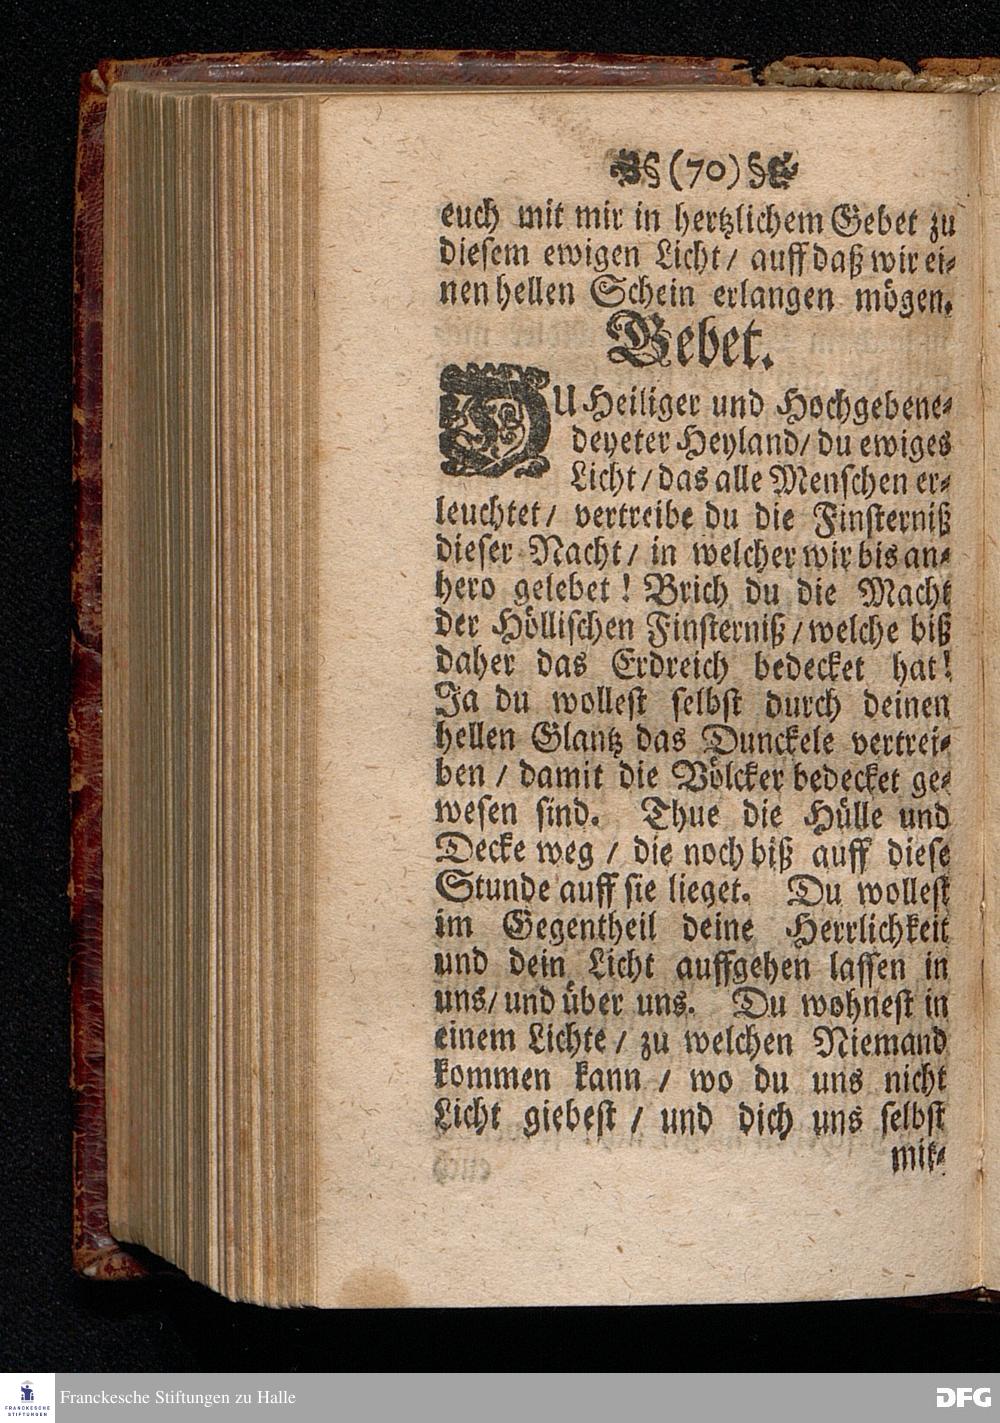 §(70)§
euch mit mir in hertzlichem Gebet zu
diesem ewigen Licht/ auff daß wir ei-
nen hellen Schein erlangen mögen.
Gebet.
DU Heiliger und Hochgebene-
deyeter Heyland/ du ewiges
Licht/ das alle Menschen er-
leuchtet/ vertreibe du die Finsterniß
dieser Nacht/ in welcher wir bis an-
hero gelebet! Brich du die Macht
der Höllischen Finsterniß/ welche biß
daher das Erdreich bedecket hat!
Ja du wollest selbst durch deinen
hellen Glantz das Dunckele vertrei-
ben/ damit die Völcker bedecket ge-
wesen sind. Thue die Hülle und
Decke weg/ die noch biß auff diese
Stunde auff sie lieget. Du wollest
im Gegentheil deine Herrlichkeit
und dein Licht auffgehen lassen in
uns/ und über uns. Du wohnest in
einem Lichte/ zu welchen Niemand
kommen kann/ wo du uns nicht
Licht giebest/ und dich uns selbst
mit-
FRANCKESCHE
STIFTUNGEN
Franckesche Stiftungen zu Halle
DFG